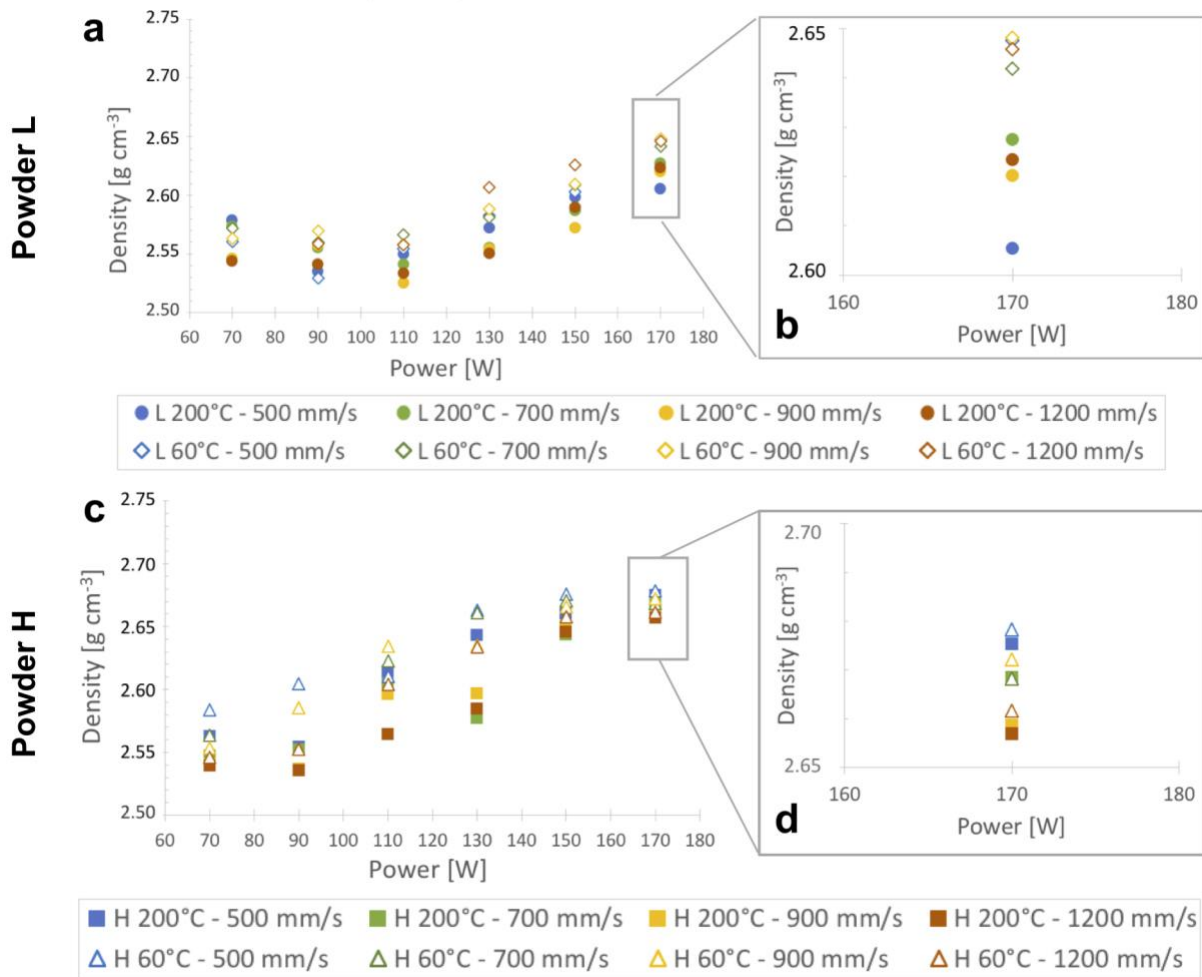 Powder L
a
Density [g cm-3]
2.75
2.70
2.65
2.60
2.55
2.50
60 70 80 90 100 110 120 130 140 150 160 170 180
Power [W]
b
Density [g cm-3]
2.65
2.60
160 170 180
Power [W]
L 200°C - 500 mm/s L 200°C - 700 mm/s L 200°C - 900 mm/s L 200°C - 1200 mm/s
L 60°C - 500 mm/s L 60°C - 700 mm/s L 60°C - 900 mm/s L 60°C - 1200 mm/s
Powder H
c
Density [g cm-3]
2.75
2.70
2.65
2.60
2.55
2.50
60 70 80 90 100 110 120 130 140 150 160 170 180
Power [W]
d
Density [g cm-3]
2.70
2.65
160 170 180
Power [W]
H 200°C - 500 mm/s H 200°C - 700 mm/s H 200°C - 900 mm/s H 200°C - 1200 mm/s
H 60°C - 500 mm/s H 60°C - 700 mm/s H 60°C - 900 mm/s H 60°C - 1200 mm/s